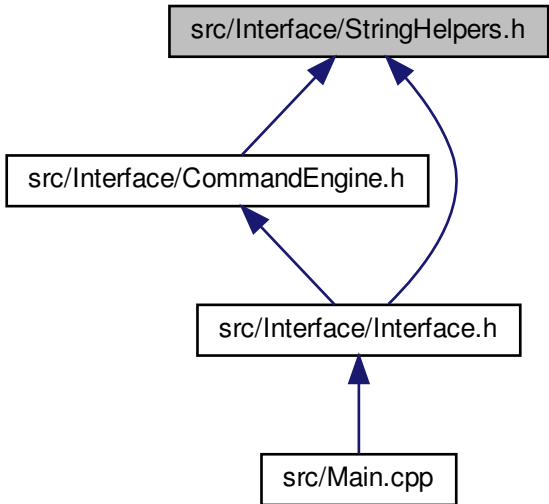 src/Interface/StringHelpers.h
src/Interface/CommandEngine.h
src/Interface/Interface.h
src/Main.cpp